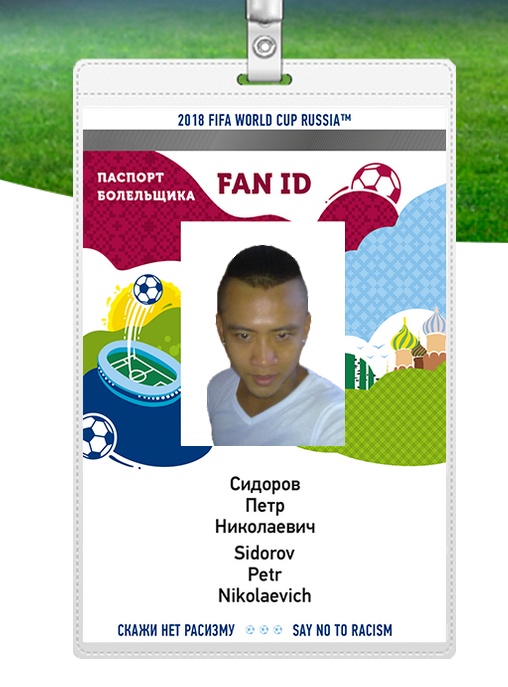 2018 FIFA WORLD CUP RUSSIA™
ПАСПОРТ
БОЛЕЛЬЩИКА
FAN ID
Сидоров
Петр
Николаевич
Sidorov
Petr
Nikolaevich
СКАЖИ НЕТ РАСИЗМУ SAY NO TO RACISM